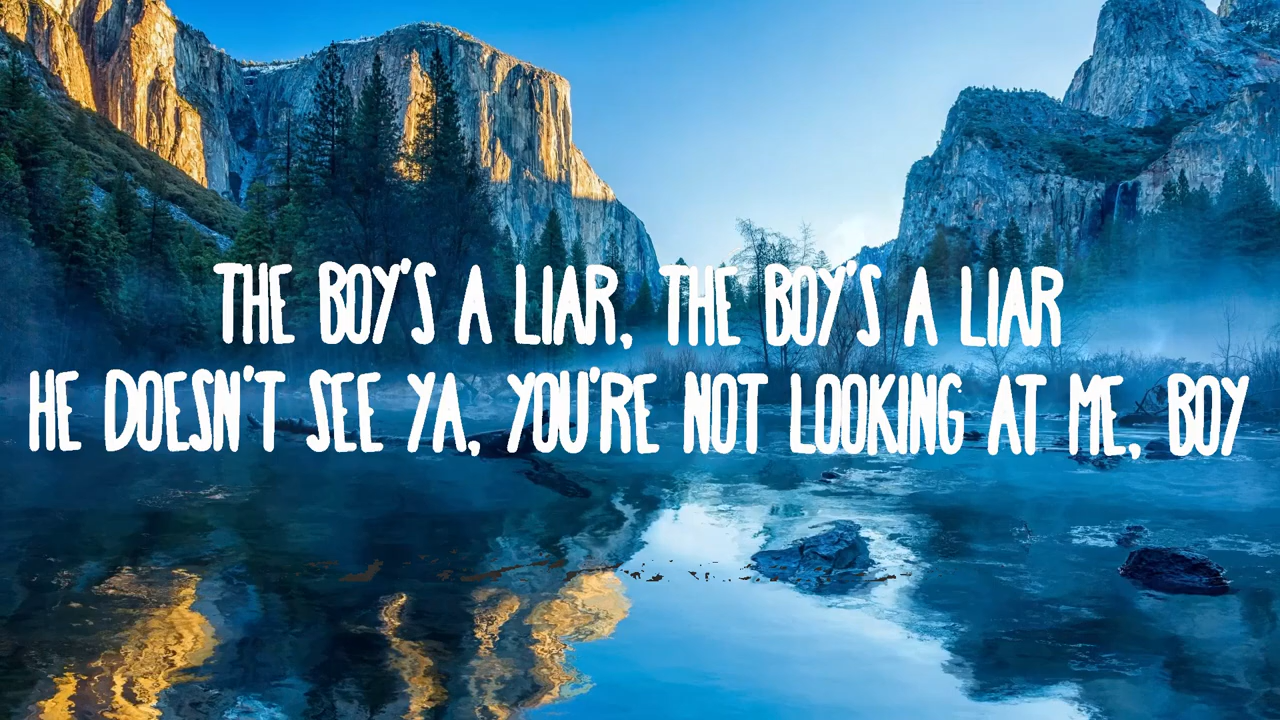 THE BOY'S A LIAR, THE BOY'S A LIAR
HE DOESN'T SEE YA, YOU'RE NOT LOOKING AT ME, BOY